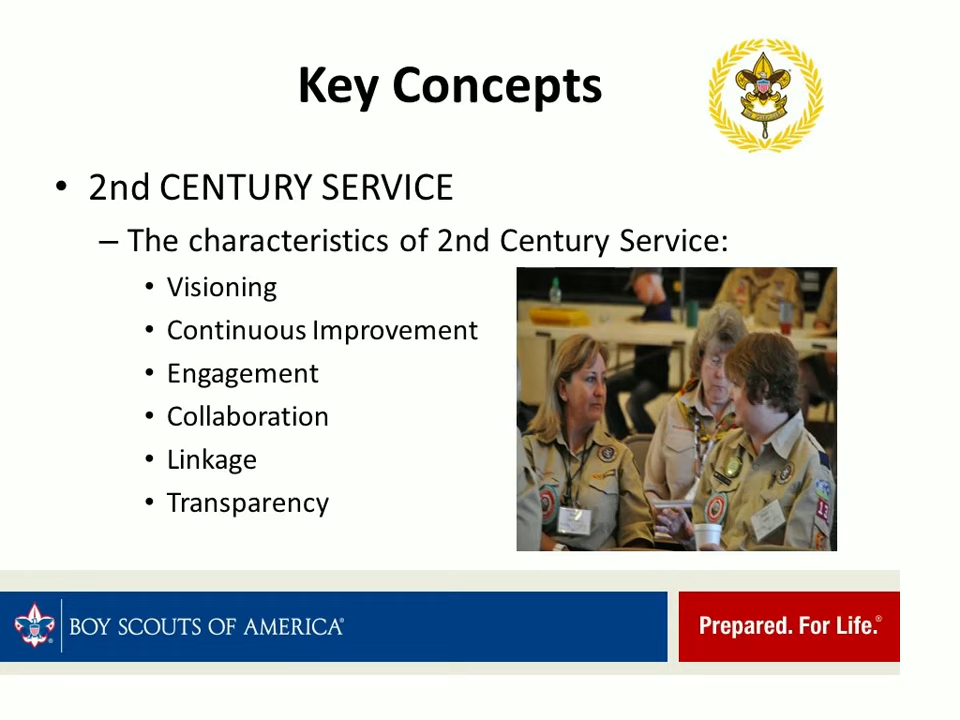 Key Concepts
• 2nd CENTURY SERVICE
– The characteristics of 2nd Century Service:
• Visioning
• Continuous Improvement
• Engagement
• Collaboration
• Linkage
• Transparency
BOY SCOUTS OF AMERICA®
Prepared. For Life.®